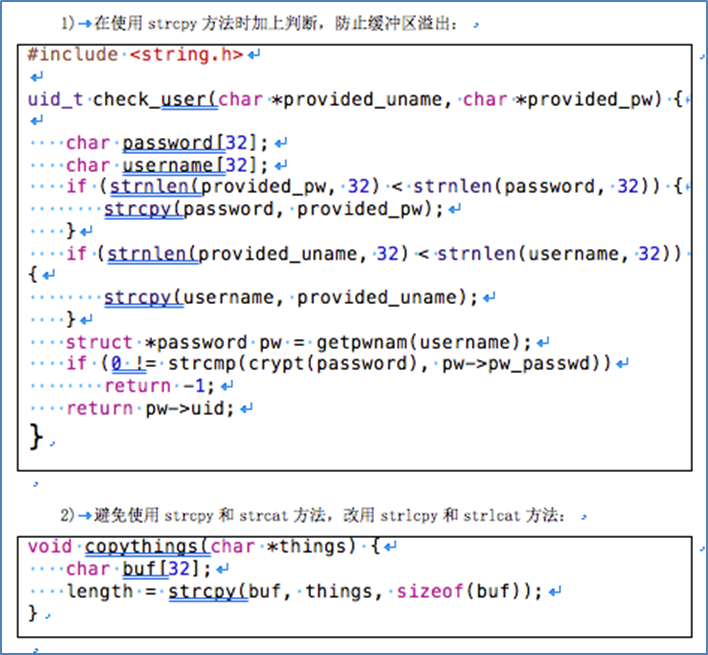 1) 在使用 strcpy 方法时加上判断，防止缓冲区溢出：
#include <string.h>
uid_t check_user(char *provided_uname, char *provided_pw) {
char password[32];
char username[32];
if (strnlen(provided_pw, 32) < strnlen(password, 32)) {
strcpy(password, provided_pw);
}
if (strnlen(provided_uname, 32) < strnlen(username, 32))
{
strcpy(username, provided_uname);
}
struct *password pw = getpwnam(username);
if (0 != strcmp(crypt(password), pw->pw_passwd))
return -1;
return pw->uid;
}
2) 避免使用 strcpy 和 strcat 方法，改用 strlcpy 和 strlcat 方法：
void copythings(char *things) {
char buf[32];
length = strcpy(buf, things, sizeof(buf));
}